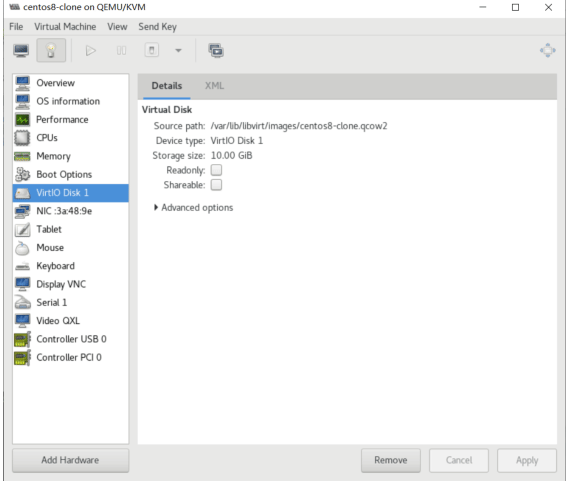 centos8-clone on QEMU/KVM
File Virtual Machine View Send Key
Overview
OS information
Performance
CPUs
Memory
Boot Options
VirtIO Disk 1
NIC :3a:48:9e
Tablet
Mouse
Keyboard
Display VNC
Serial 1
Video QXL
Controller USB 0
Controller PCI 0
Add Hardware
Details XML
Virtual Disk
Source path: /var/lib/libvirt/images/centos8-clone.qcow2
Device type: VirtIO Disk 1
Storage size: 10.00 GiB
Readonly:
Shareable:
Advanced options
Remove Cancel Apply